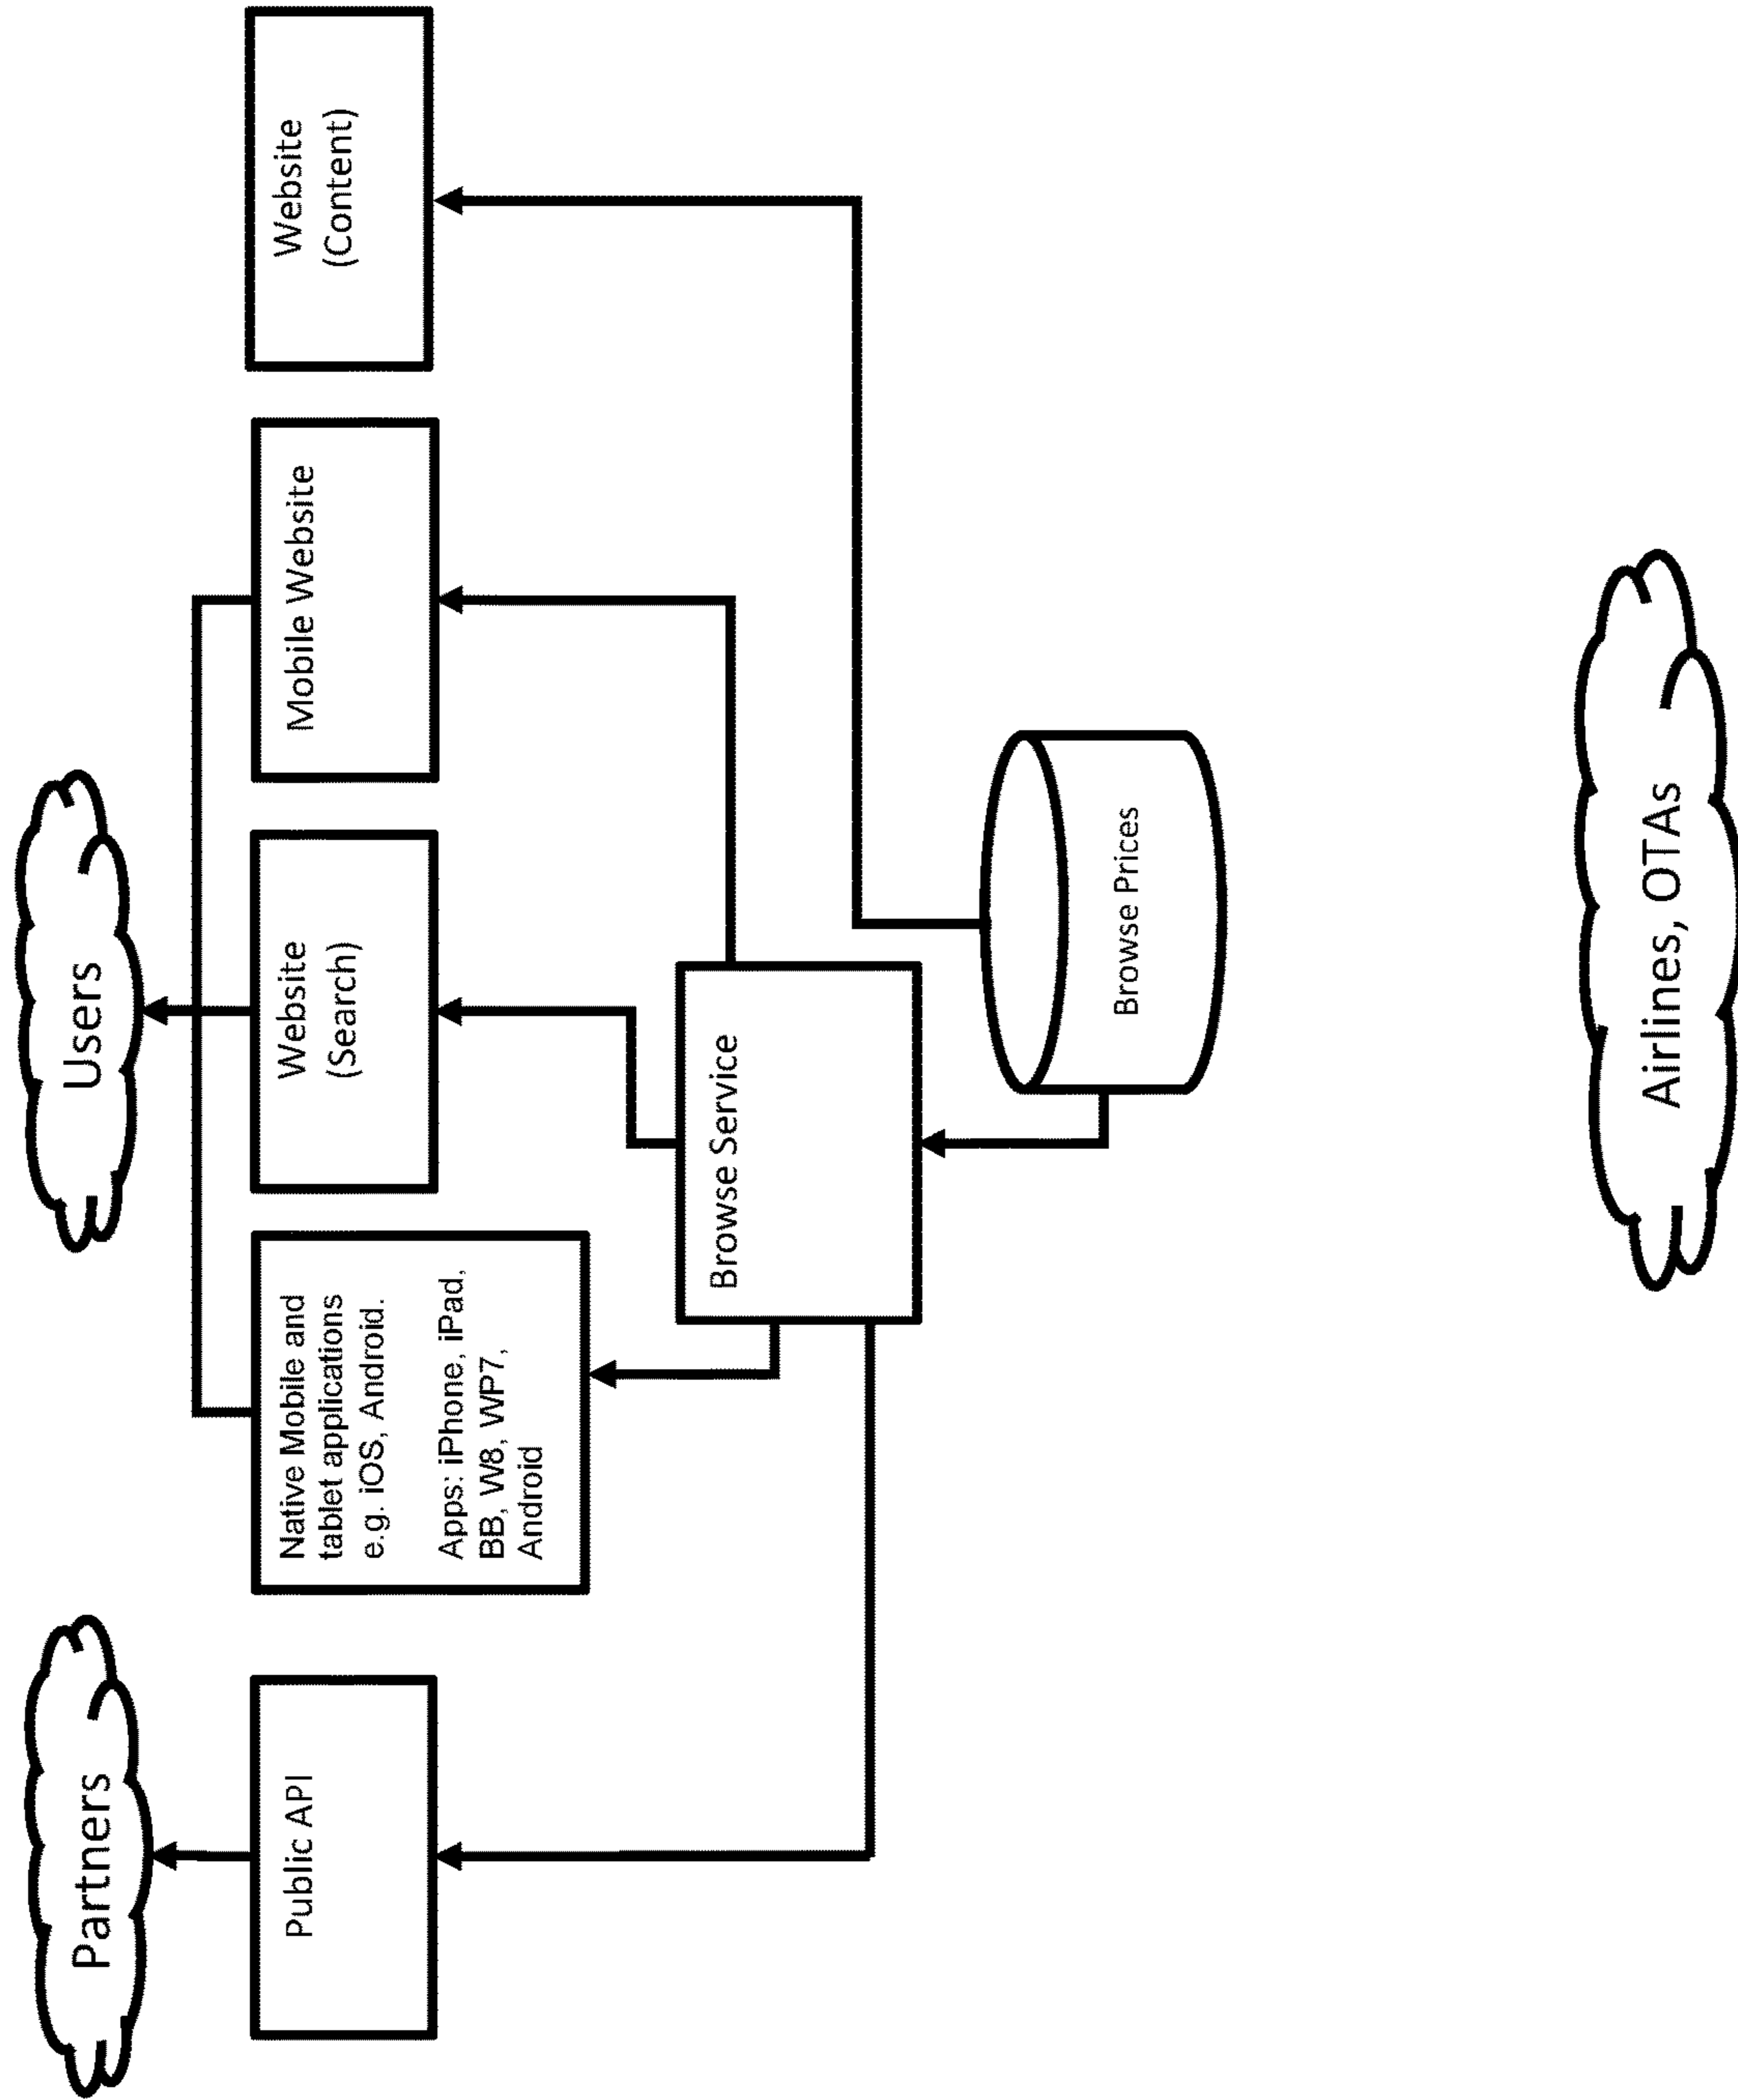 Partners
Users
Public API
Native Mobile and
tablet applications
e.g. iOS, Android.
Apps: iPhone, iPad,
BB, W8, WP7,
Android
Website
(Search)
Mobile Website
Website
(Content)
Browse Service
Browse Prices
Airlines, OTAs